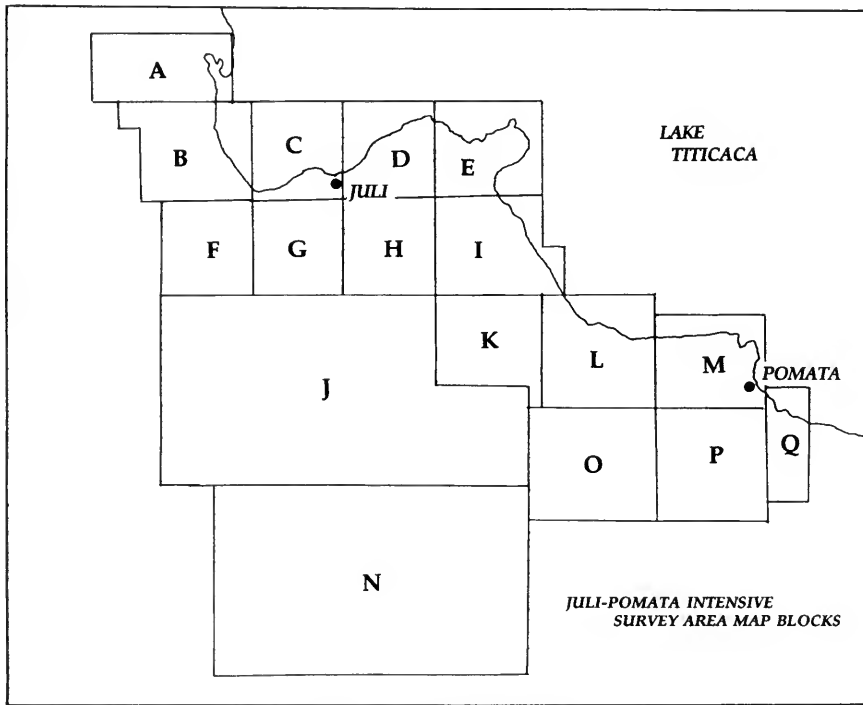 A
B
C
D
E
LAKE
TITICACA
JULI
F
G
H
I
K
L
M
POMATA
J
O
P
Q
N
JULI-POMATA INTENSIVE
SURVEY AREA MAP BLOCKS